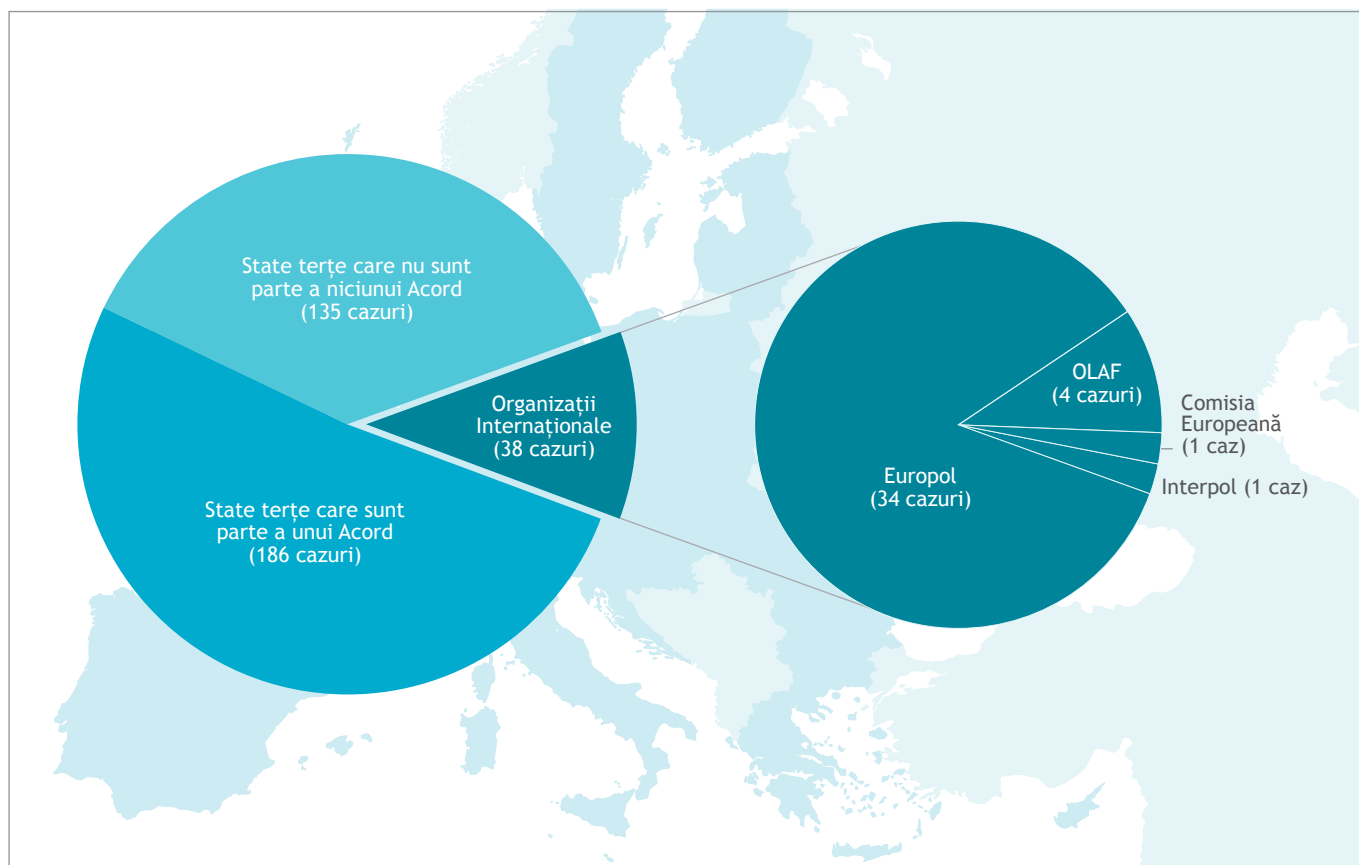 State terțe care nu sunt
parte a niciunui Acord
(135 cazuri)
Organizații
Internaționale
(38 cazuri)
State terțe care sunt
parte a unui Acord
(186 cazuri)
Europol
(34 cazuri)
OLAF
(4 cazuri)
Comisia
Europeană
(1 caz)
Interpol (1 caz)